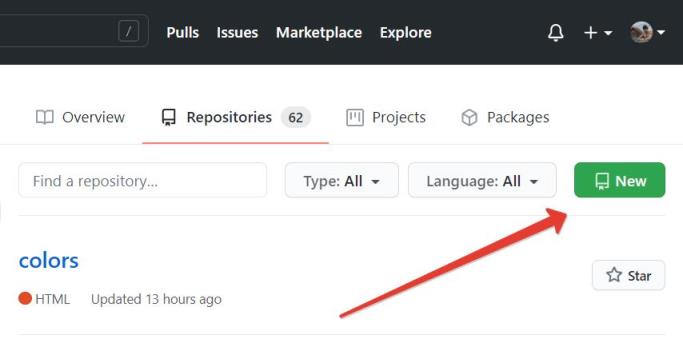 / Pulls Issues Marketplace Explore
Overview Repositories 62 Projects Packages
Find a repository... Type: All Language: All New
colors
Star
HTML Updated 13 hours ago